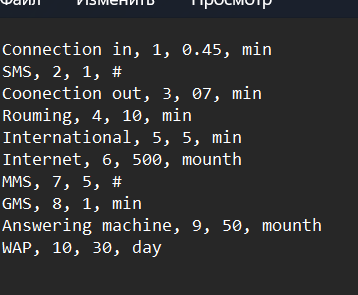 Файл Изменить Просмотр
Connection in, 1, 0.45, min
SMS, 2, 1, #
Coonection out, 3, 07, min
Rouming, 4, 10, min
International, 5, 5, min
Internet, 6, 500, mounth
MMS, 7, 5, #
GMS, 8, 1, min
Answering machine, 9, 50, mounth
WAP, 10, 30, day